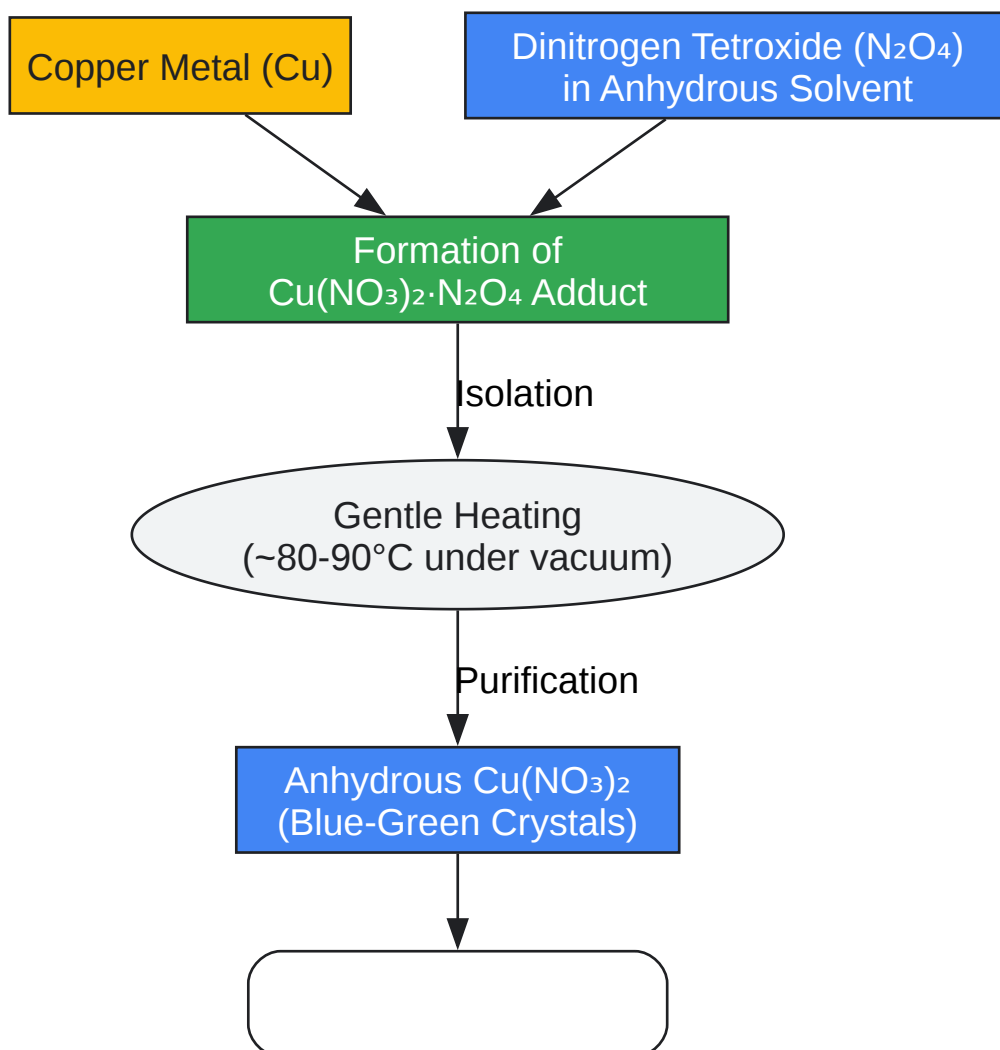 Copper Metal (Cu)
Dinitrogen Tetroxide (N₂O₄)
in Anhydrous Solvent
Formation of
Cu(NO₃)₂·N₂O₄ Adduct
Isolation
Gentle Heating
(~80-90°C under vacuum)
Purification
Anhydrous Cu(NO₃)₂
(Blue-Green Crystals)